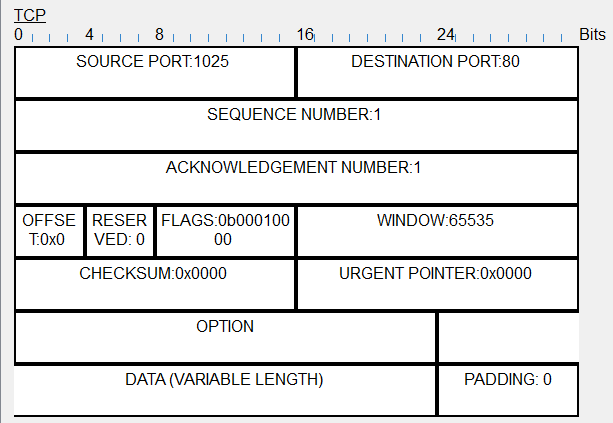 TCP
0 4 8 16 24 Bits
SOURCE PORT:1025 DESTINATION PORT:80
SEQUENCE NUMBER:1
ACKNOWLEDGEMENT NUMBER:1
OFFSE RESER FLAGS:0b000100 WINDOW:65535
T:0x0 VED: 0 00
CHECKSUM:0x0000 URGENT POINTER:0x0000
OPTION
DATA (VARIABLE LENGTH) PADDING: 0